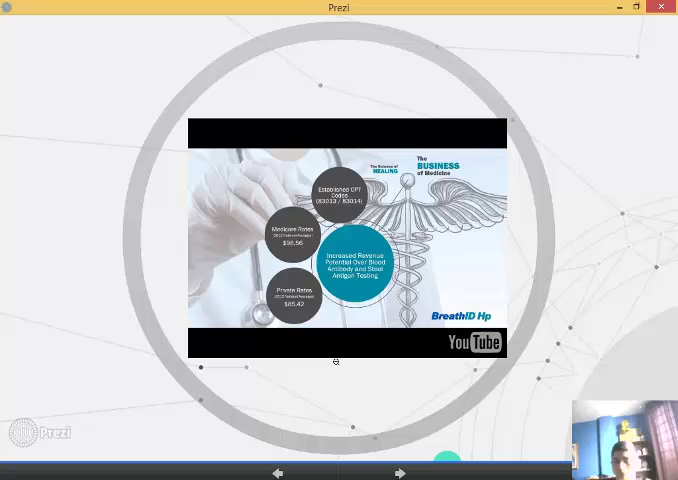 Prezi
The Science of
HEALING
The
BUSINESS
of Medicine
Established CPT
Codes
(83013 / 83014)
Medicare Rates
$98.56
Increased Revenue
Potential Over Blood
Antibody and Stool
Antigen Testing
Private Rates
$85.42
BreathID Hp
YouTube
Prezi